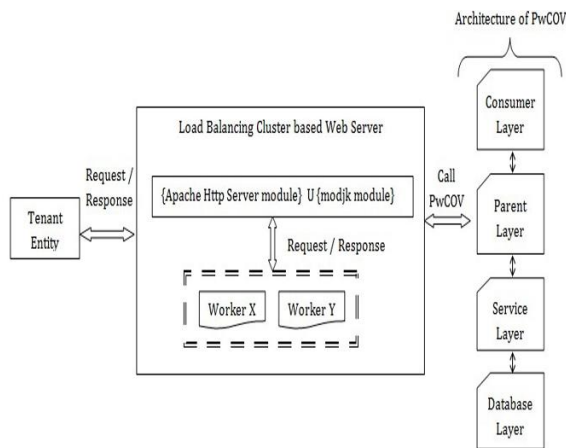 Architecture of PwCOV
Consumer
Layer
Load Balancing Cluster based Web Server
Request /
Response
Call
PwCOV
{Apache Http Server module} U {modjk module}
Tenant
Entity
Parent
Layer
Request / Response
Worker X
Worker Y
Service
Layer
Database
Layer